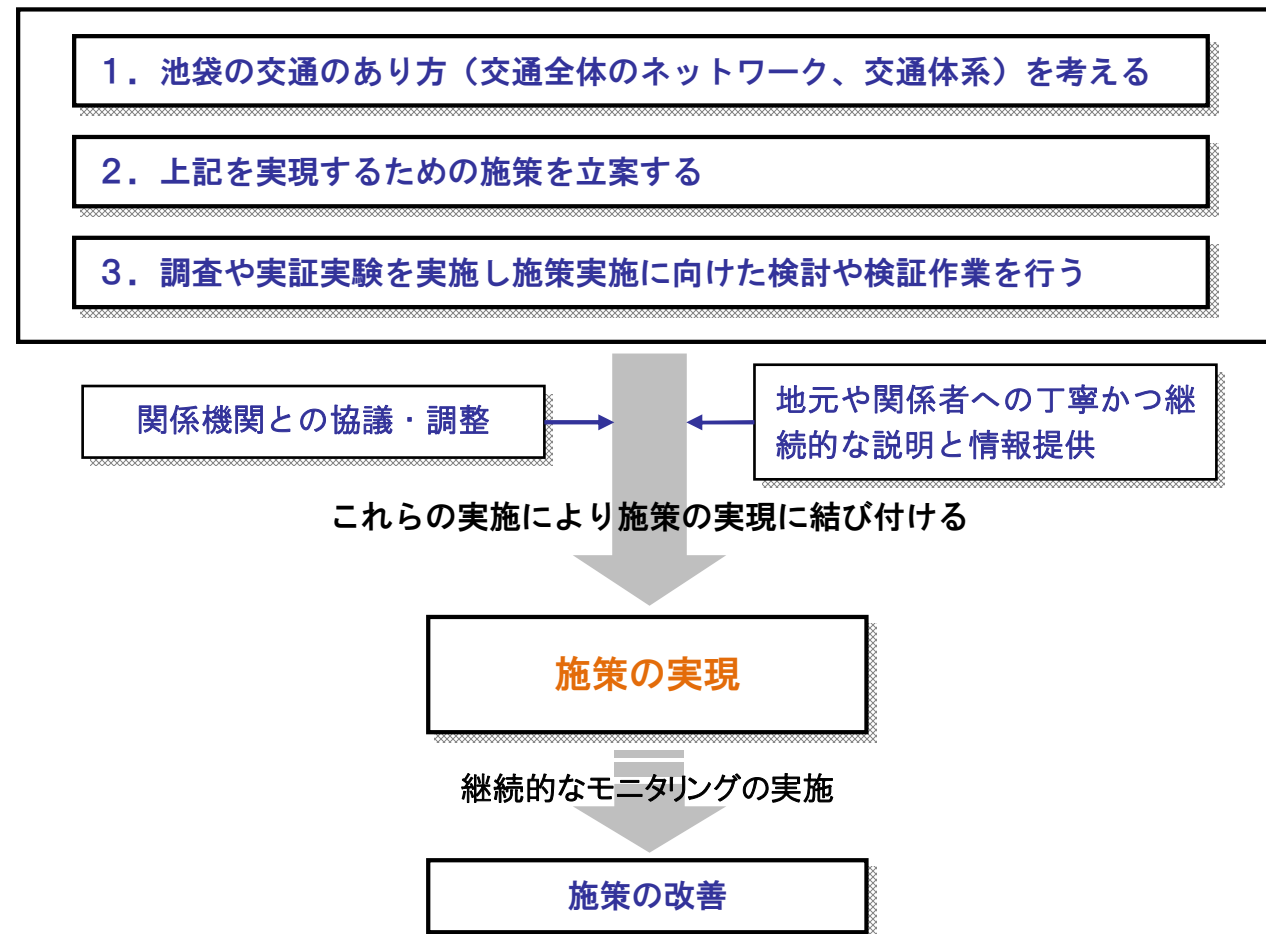 １．池袋の交通のあり方（交通全体のネットワーク、交通体系）を考える
２．上記を実現するための施策を立案する
３．調査や実証実験を実施し施策実施に向けた検討や検証作業を行う
関係機関との協議・調整
地元や関係者への丁寧かつ継
続的な説明と情報提供
これらの実施により施策の実現に結び付ける
施策の実現
継続的なモニタリングの実施
施策の改善